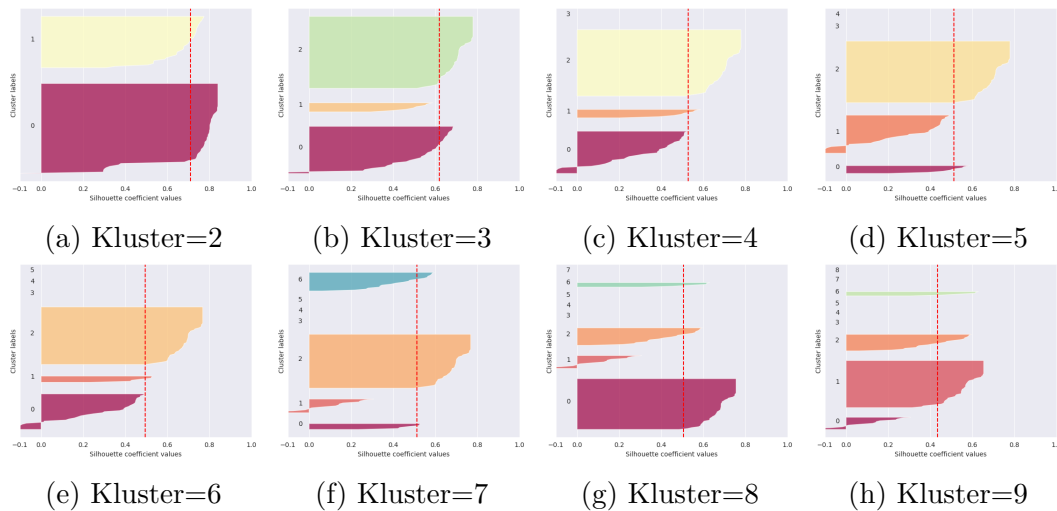 Cluster labels
1
0
−0.1 0.0 0.2 0.4 0.6 0.8 1.0
Silhouette coefficient values
(a) Kluster=2
Cluster labels
2
1
0
−0.1 0.0 0.2 0.4 0.6 0.8 1.0
Silhouette coefficient values
(b) Kluster=3
Cluster labels
3
2
1
0
−0.1 0.0 0.2 0.4 0.6 0.8 1.0
Silhouette coefficient values
(c) Kluster=4
Cluster labels
4
3
2
1
0
−0.1 0.0 0.2 0.4 0.6 0.8 1.
Silhouette coefficient values
(d) Kluster=5
Cluster labels
5
4
3
2
1
0
−0.1 0.0 0.2 0.4 0.6 0.8 1.0
Silhouette coefficient values
(e) Kluster=6
Cluster labels
6
5
4
3
2
1
0
−0.1 0.0 0.2 0.4 0.6 0.8 1.0
Silhouette coefficient values
(f) Kluster=7
Cluster labels
7
6
5
4
3
2
1
0
−0.1 0.0 0.2 0.4 0.6 0.8 1.0
Silhouette coefficient values
(g) Kluster=8
Cluster labels
8
7
6
5
4
3
2
1
0
−0.1 0.0 0.2 0.4 0.6 0.8 1.
Silhouette coefficient values
(h) Kluster=9